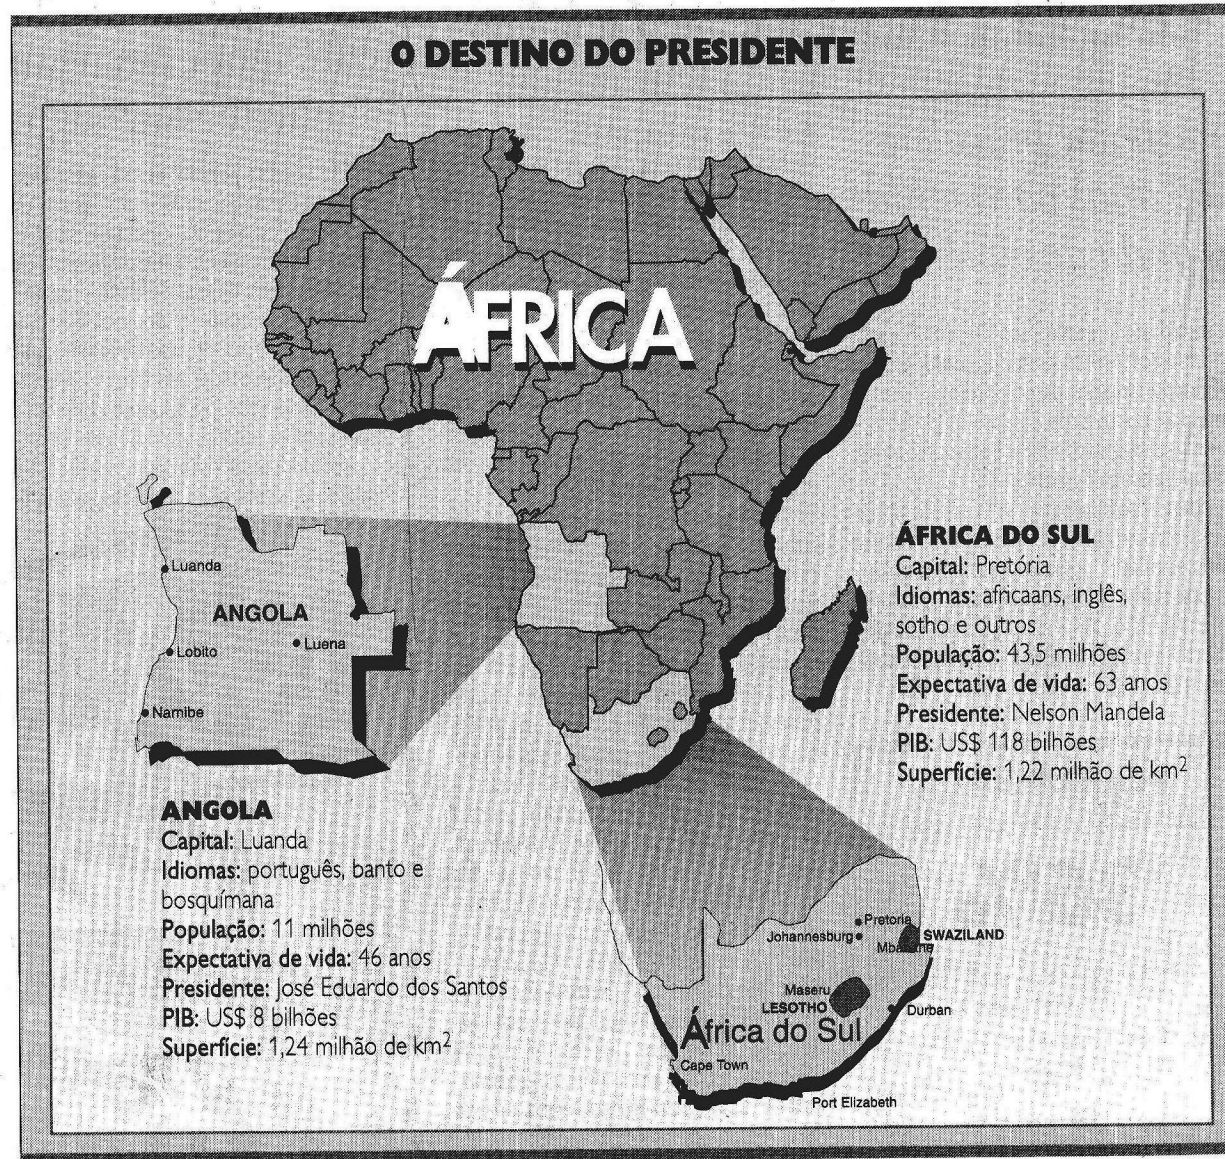 O DESTINO DO PRESIDENTE
ÁFRICA
Luanda
ANGOLA
Luena
Lobito
Namibe
ANGOLA
Capital: Luanda
Idiomas: português, banto e
bosquímana
População: 11 milhões
Expectativa de vida: 46 anos
Presidente: José Eduardo dos Santos
PIB: US$ 8 bilhões
Superfície: 1,24 milhão de km²
ÁFRICA DO SUL
Capital: Pretória
Idiomas: africaans, inglês,
sotho e outros
População: 43,5 milhões
Expectativa de vida: 63 anos
Presidente: Nelson Mandela
PIB: US$ 118 bilhões
Superfície: 1,22 milhão de km²
Pretoria
Johannesburg
SWAZILAND
Maseru
LESOTHO
Durban
África do Sul
Cape Town
Port Elizabeth